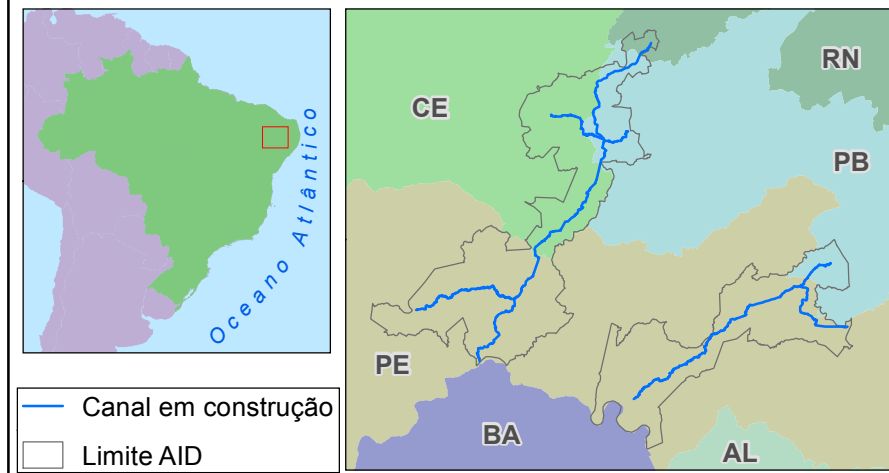 Oceano Atlântico
CE
RN
PB
PE
BA
AL
Canal em construção
Limite AID